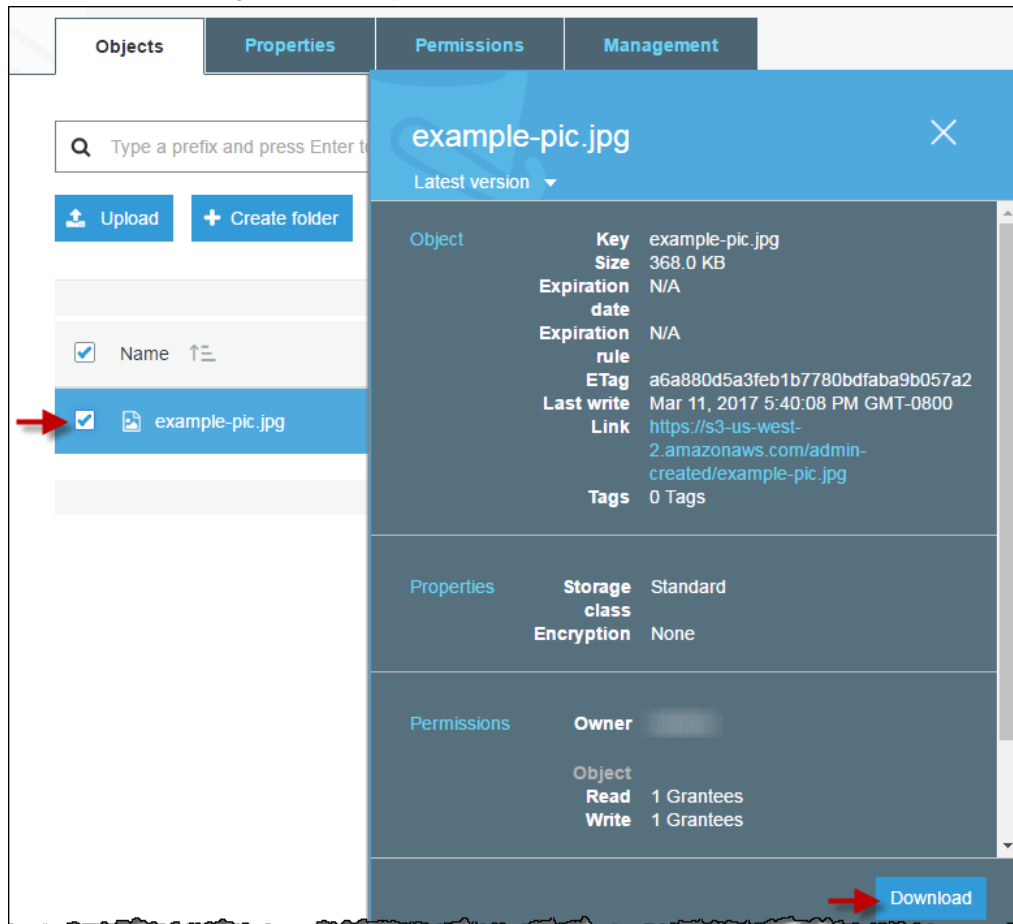 Objects Properties Permissions Management
Type a prefix and press Enter to
Upload Create folder
Name
example-pic.jpg
example-pic.jpg
Latest version
Object Key example-pic.jpg
Size 368.0 KB
Expiration N/A
date
Expiration N/A
rule
ETag a6a880d5a3feb1b7780bdfaba9b057a2
Last write Mar 11, 2017 5:40:08 PM GMT-0800
Link https://s3-us-west-
2.amazonaws.com/admin-
created/example-pic.jpg
Tags 0 Tags
Properties Storage Standard
class
Encryption None
Permissions Owner
Object
Read 1 Grantees
Write 1 Grantees
Download